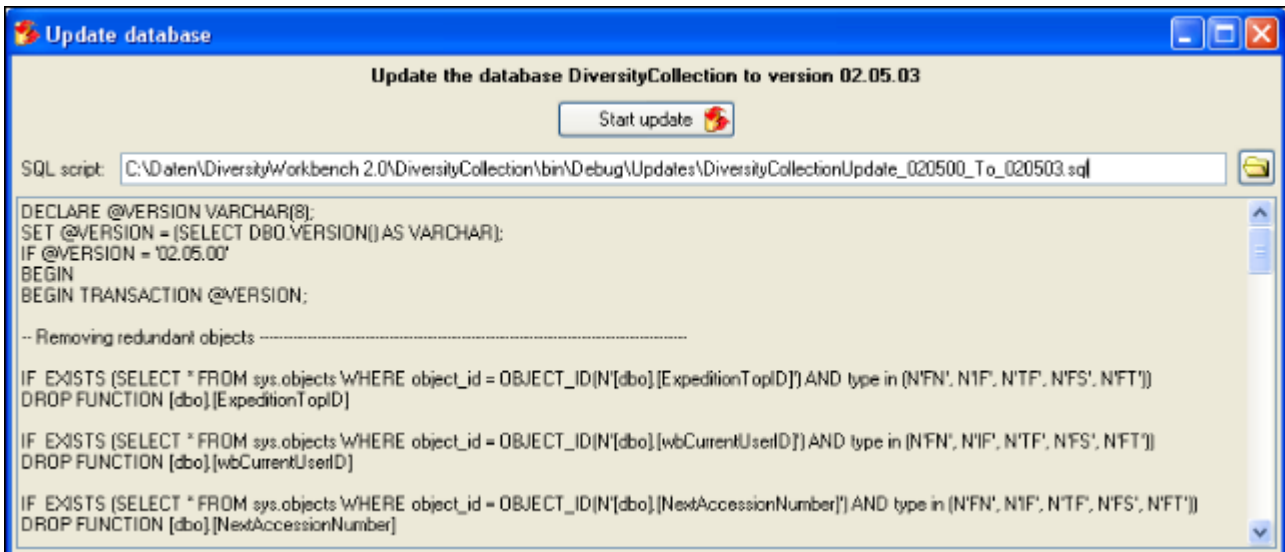 Update database
Update the database DiversityCollection to version 02.05.03
Start update
SQL script: C:\Daten\DiversityWorkbench 2.0\DiversityCollection\bin\Debug\Updates\DiversityCollectionUpdate_020500_To_020503.sql
DECLARE @VERSION VARCHAR(8);
SET @VERSION = (SELECT DBO.VERSION() AS VARCHAR);
IF @VERSION = '02.05.00'
BEGIN
BEGIN TRANSACTION @VERSION;
-- Removing redundant objects ---------------------------------------------------------------------------------------------------
IF EXISTS (SELECT * FROM sys.objects WHERE object_id = OBJECT_ID(N'[dbo].[ExpeditionTopID]') AND type in (N'FN', N'IF', N'TF', N'FS', N'FT'))
DROP FUNCTION [dbo].[ExpeditionTopID]
IF EXISTS (SELECT * FROM sys.objects WHERE object_id = OBJECT_ID(N'[dbo].[wbCurrentUserID]') AND type in (N'FN', N'IF', N'TF', N'FS', N'FT'))
DROP FUNCTION [dbo].[wbCurrentUserID]
IF EXISTS (SELECT * FROM sys.objects WHERE object_id = OBJECT_ID(N'[dbo].[NextAccessionNumber]') AND type in (N'FN', N'IF', N'TF', N'FS', N'FT'))
DROP FUNCTION [dbo].[NextAccessionNumber]